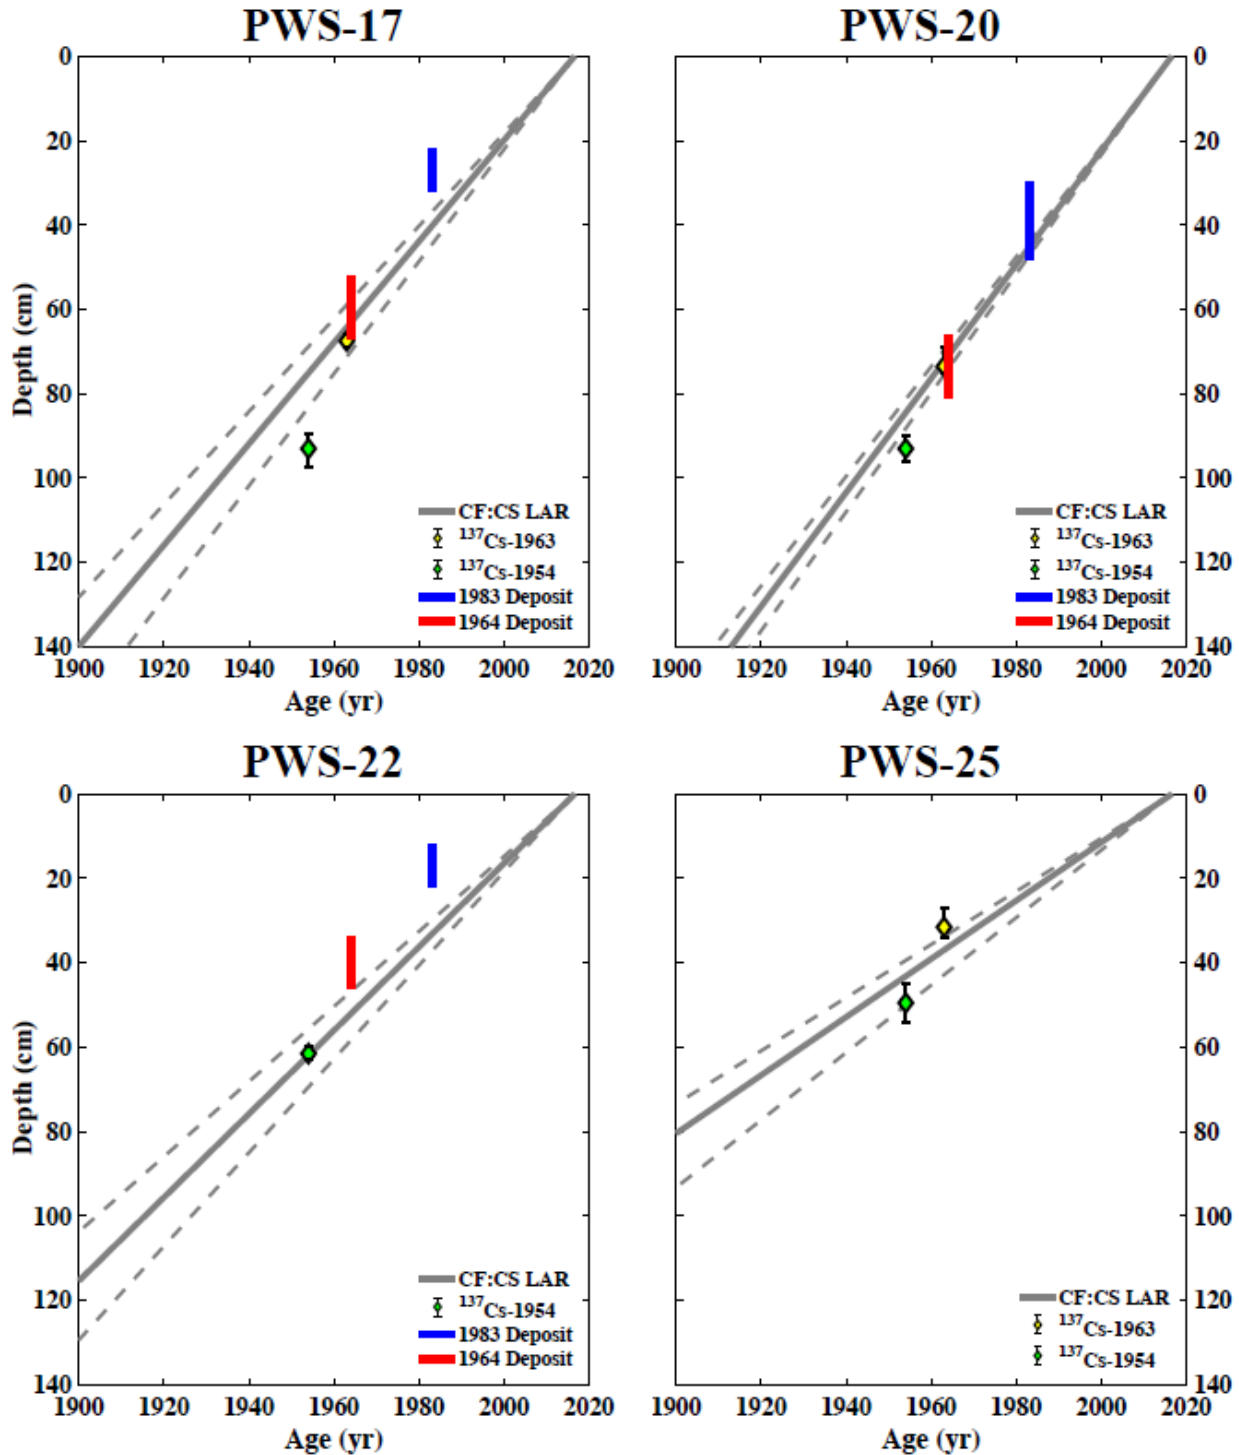 PWS-17
0
20
40
60
80
100
120
140
Depth (cm)
1900 1920 1940 1960 1980 2000 2020
Age (yr)
CF:CS LAR
¹³⁷Cs-1963
¹³⁷Cs-1954
1983 Deposit
1964 Deposit
PWS-20
0
20
40
60
80
100
120
140
1900 1920 1940 1960 1980 2000 2020
Age (yr)
CF:CS LAR
¹³⁷Cs-1963
¹³⁷Cs-1954
1983 Deposit
1964 Deposit
PWS-22
0
20
40
60
80
100
120
140
Depth (cm)
1900 1920 1940 1960 1980 2000 2020
Age (yr)
CF:CS LAR
¹³⁷Cs-1954
1983 Deposit
1964 Deposit
PWS-25
0
20
40
60
80
100
120
140
1900 1920 1940 1960 1980 2000 2020
Age (yr)
CF:CS LAR
¹³⁷Cs-1963
¹³⁷Cs-1954